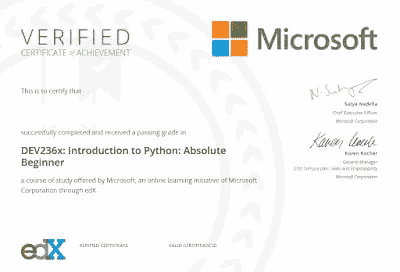 VERIFIED
CERTIFICATE of ACHIEVEMENT
Microsoft
This is to certify that
Satya Nadella
Chief Executive Officer
Microsoft Corporation
successfully completed and received a passing grade in
DEV236x: Introduction to Python: Absolute
Beginner
Karen Kocher
General Manager
21st Century Jobs, Skills and Employability
Microsoft Corporation
a course of study offered by Microsoft, an online learning initiative of Microsoft
Corporation through edX
edX
VERIFIED CERTIFICATE